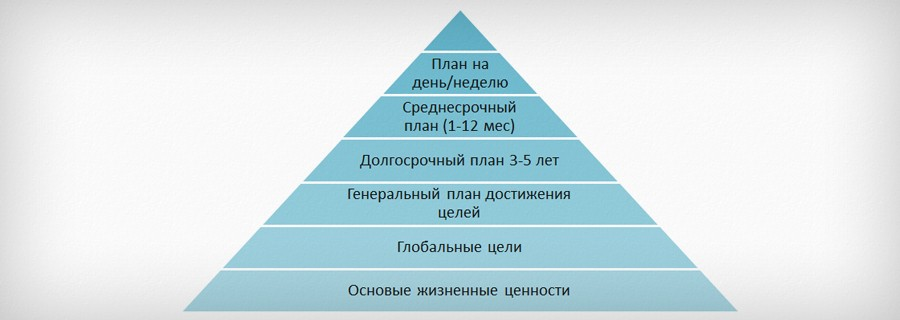 План на
день/неделю
Среднесрочный
план (1-12 мес)
Долгосрочный план 3-5 лет
Генеральный план достижения
целей
Глобальные цели
Основые жизненные ценности